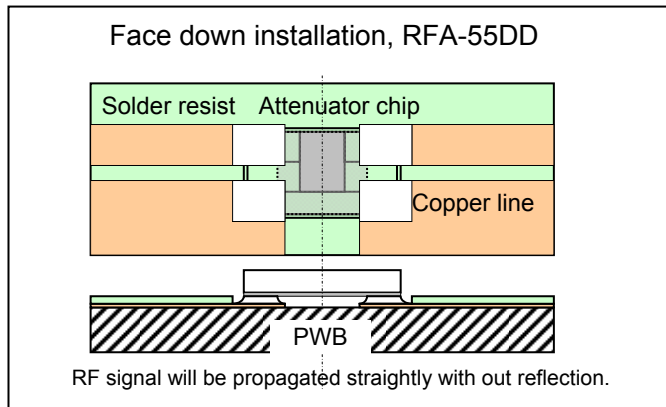 Face down installation, RFA-55DD
Solder resist Attenuator chip
Copper line
PWB
RF signal will be propagated straightly with out reflection.